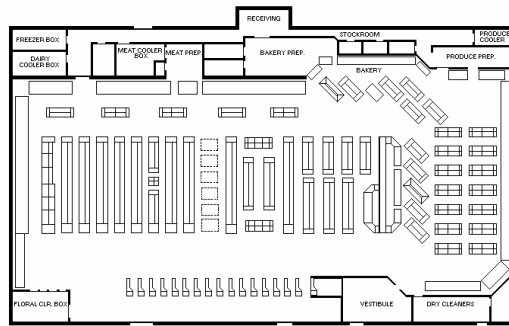 RECEIVING
STOCKROOM
PRODUCE
COOLER
FREEZER BOX
DAIRY
COOLER BOX
MEAT COOLER
BOX
MEAT PREP.
BAKERY PREP.
PRODUCE PREP.
BAKERY
FLORAL CLR. BOX
VESTIBULE
DRY CLEANERS